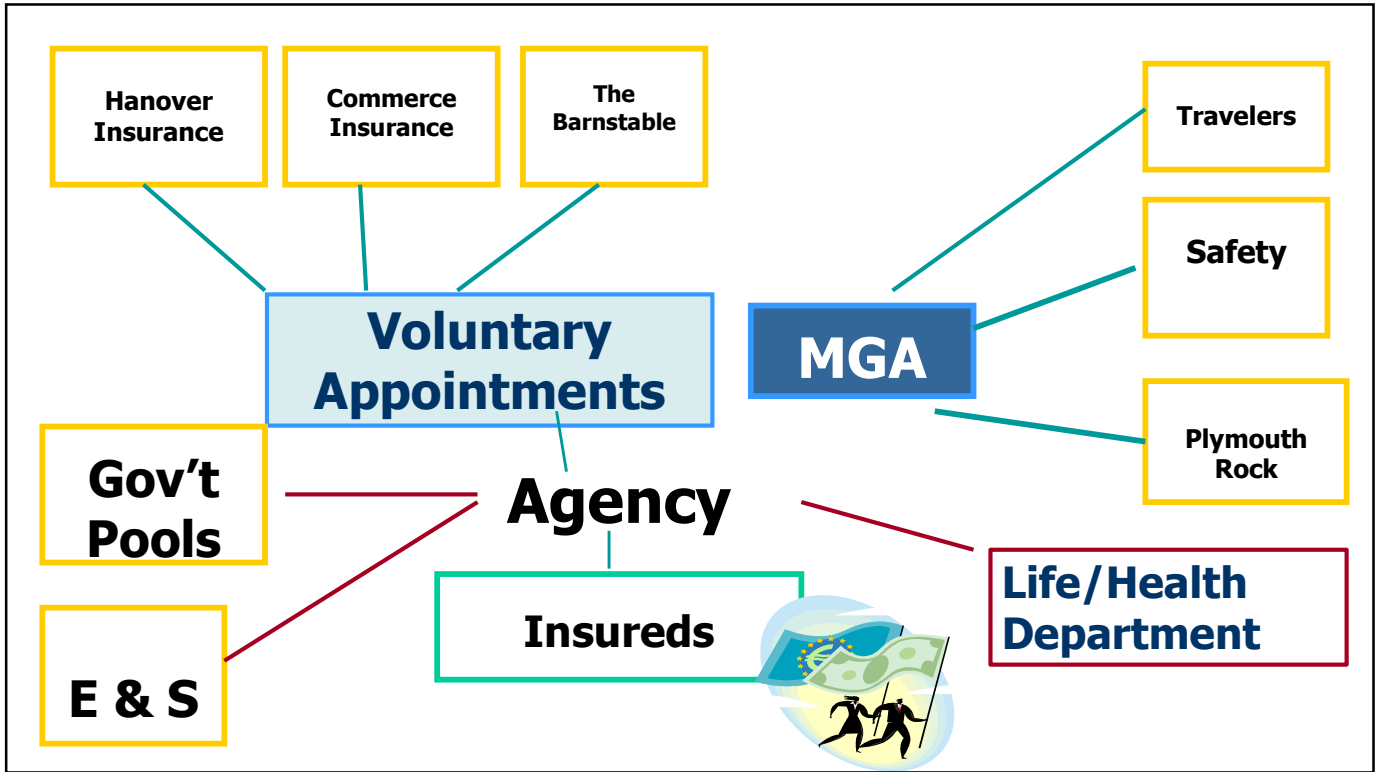 Hanover
Insurance
Commerce
Insurance
The
Barnstable
Travelers
Safety
Voluntary
Appointments
MGA
Plymouth
Rock
Gov’t
Pools
Agency
Life/Health
Department
Insureds
E & S